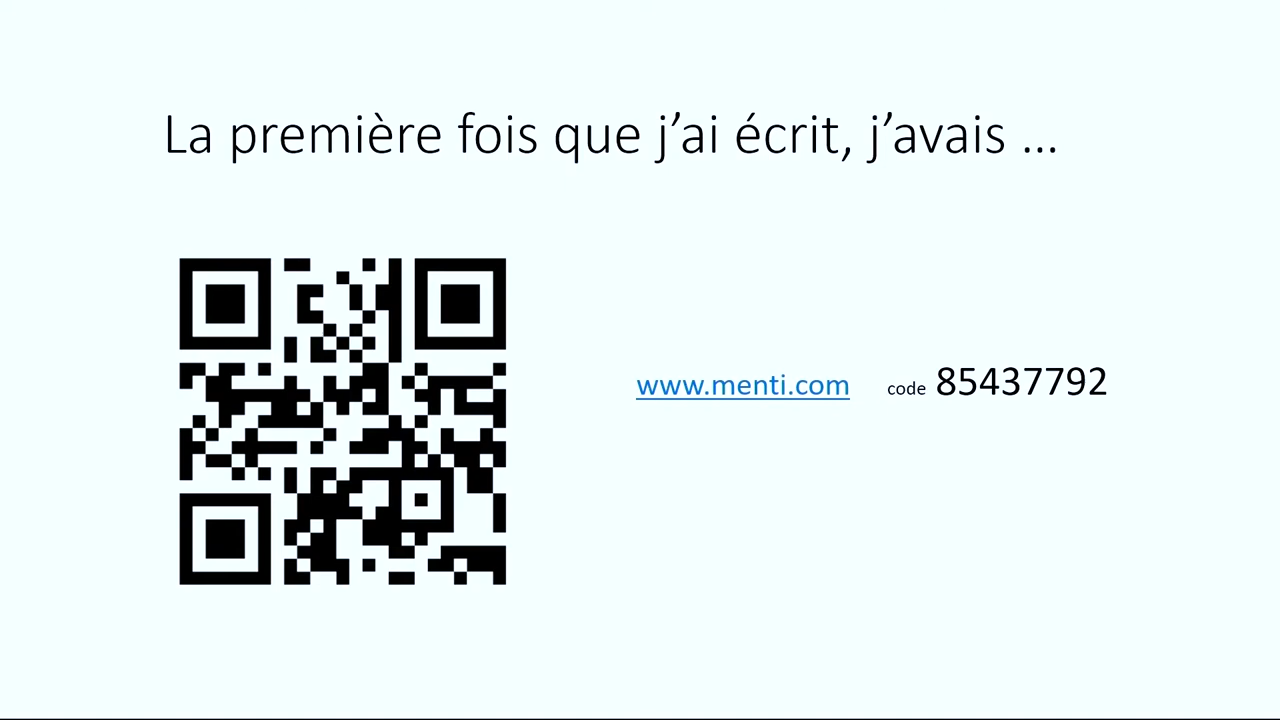 La première fois que j’ai écrit, j’avais …
www.menti.com code 85437792